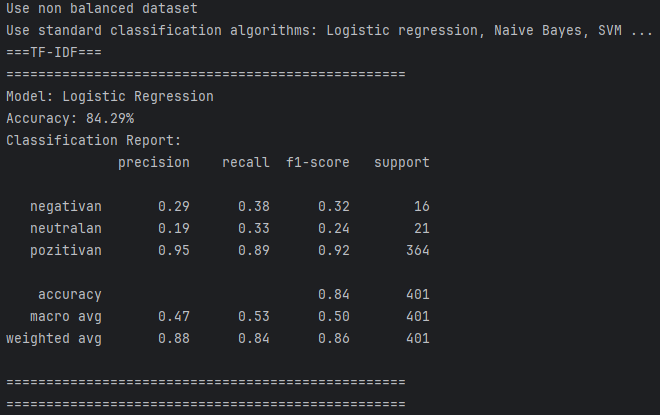 Use non balanced dataset
Use standard classification algorithms: Logistic regression, Naive Bayes, SVM ...
===TF-IDF===
==================================================
Model: Logistic Regression
Accuracy: 84.29%
Classification Report:
              precision    recall  f1-score   support

   negativan       0.29      0.38      0.32        16
   neutralan       0.19      0.33      0.24        21
   pozitivan       0.95      0.89      0.92       364

    accuracy                           0.84       401
   macro avg       0.47      0.53      0.50       401
weighted avg       0.88      0.84      0.86       401

==================================================
==================================================